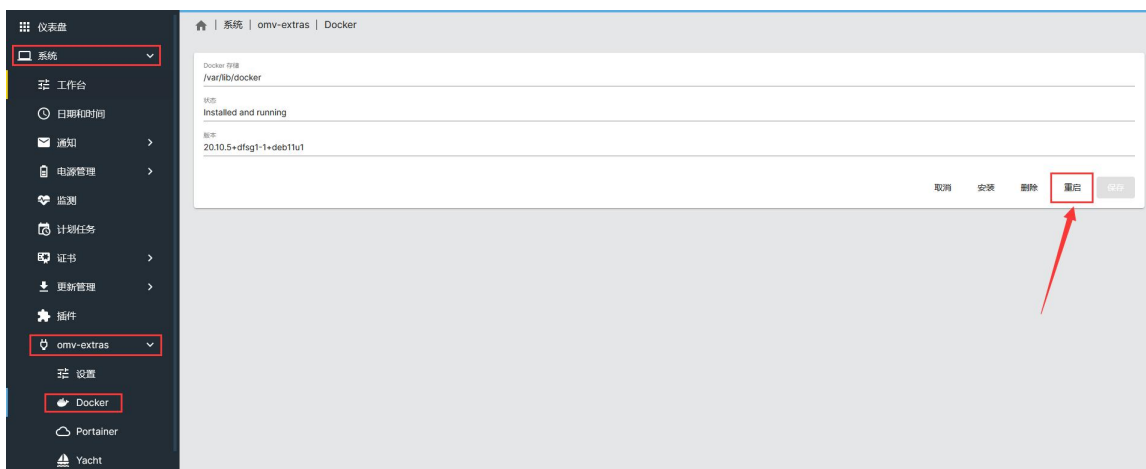 仪表盘
系统
工作台
日期和时间
通知
电源管理
监测
计划任务
证书
更新管理
插件
omv-extras
设置
Docker
Portainer
Yacht
| 系统 | omv-extras | Docker
Docker 存储
/var/lib/docker
状态
Installed and running
版本
20.10.5+dfsg1-1+deb11u1
取消 安装 删除 重启 保存